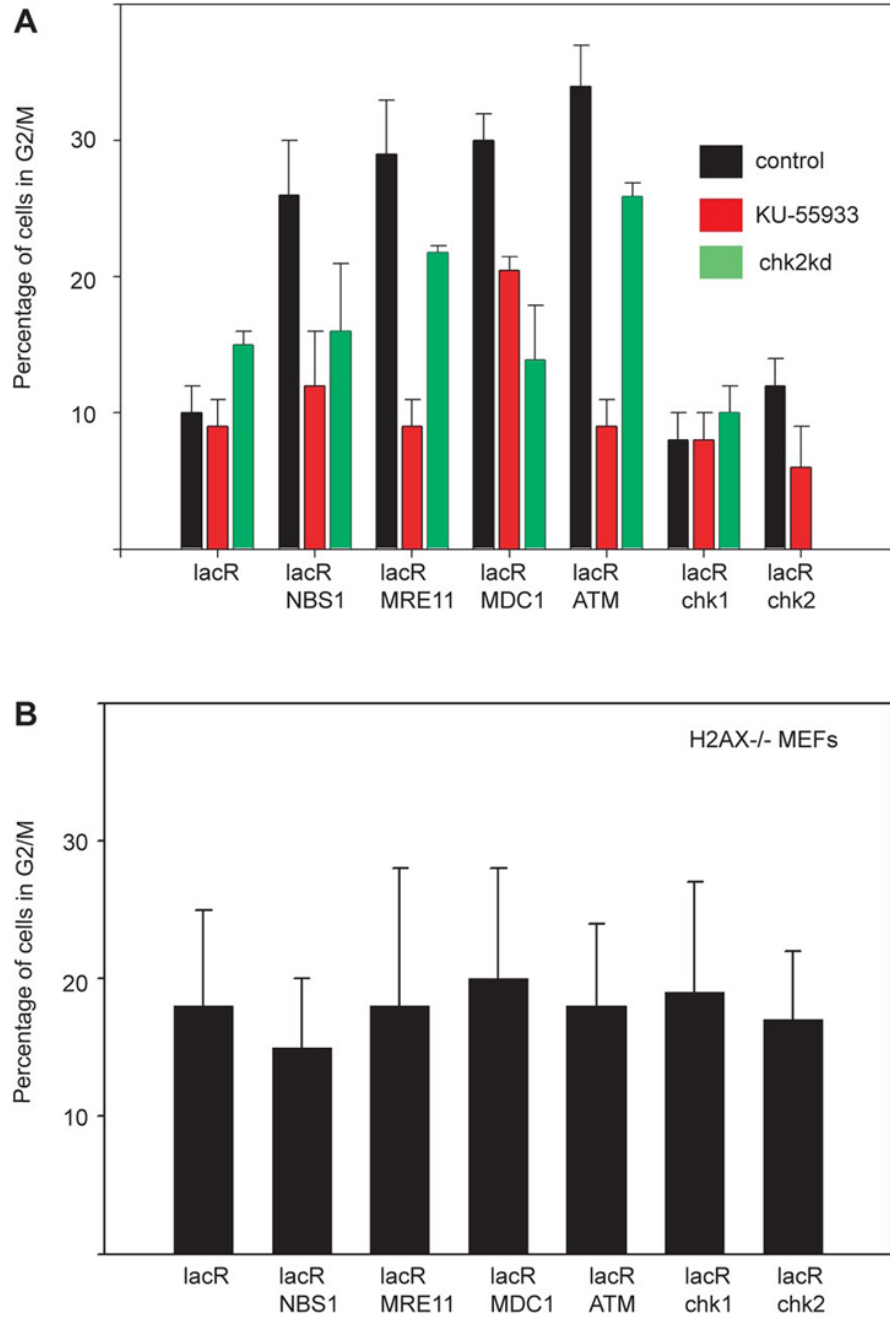 A
Percentage of cells in G2/M
30
20
10
control
KU-55933
chk2kd
lacR
lacR
NBS1
lacR
MRE11
lacR
MDC1
lacR
ATM
lacR
chk1
lacR
chk2
B
H2AX-/- MEFs
Percentage of cells in G2/M
30
20
10
lacR
lacR
NBS1
lacR
MRE11
lacR
MDC1
lacR
ATM
lacR
chk1
lacR
chk2